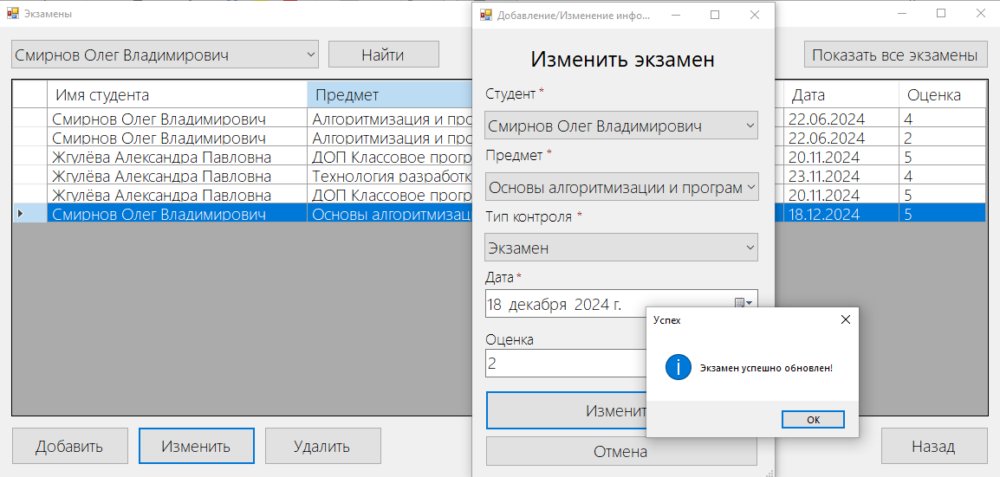 Экзамены
Смирнов Олег Владимирович
Найти
Показать все экзамены
Имя студента Предмет Дата Оценка
Смирнов Олег Владимирович Алгоритмизация и про 22.06.2024 4
Смирнов Олег Владимирович Алгоритмизация и про 22.06.2024 2
Жгулёва Александра Павловна ДОП Классовое прогр 20.11.2024 5
Жгулёва Александра Павловна Технология разработк 23.11.2024 4
Жгулёва Александра Павловна ДОП Классовое прогр 20.11.2024 5
Смирнов Олег Владимирович Основы алгоритмизац 18.12.2024 5
Добавить
Изменить
Удалить
Назад
Добавление/Изменение инфо...
Изменить экзамен
Студент *
Смирнов Олег Владимирович
Предмет *
Основы алгоритмизации и програм
Тип контроля *
Экзамен
Дата *
18 декабря 2024 г.
Оценка
2
Изменит
Отмена
Успех
Экзамен успешно обновлен!
ОК